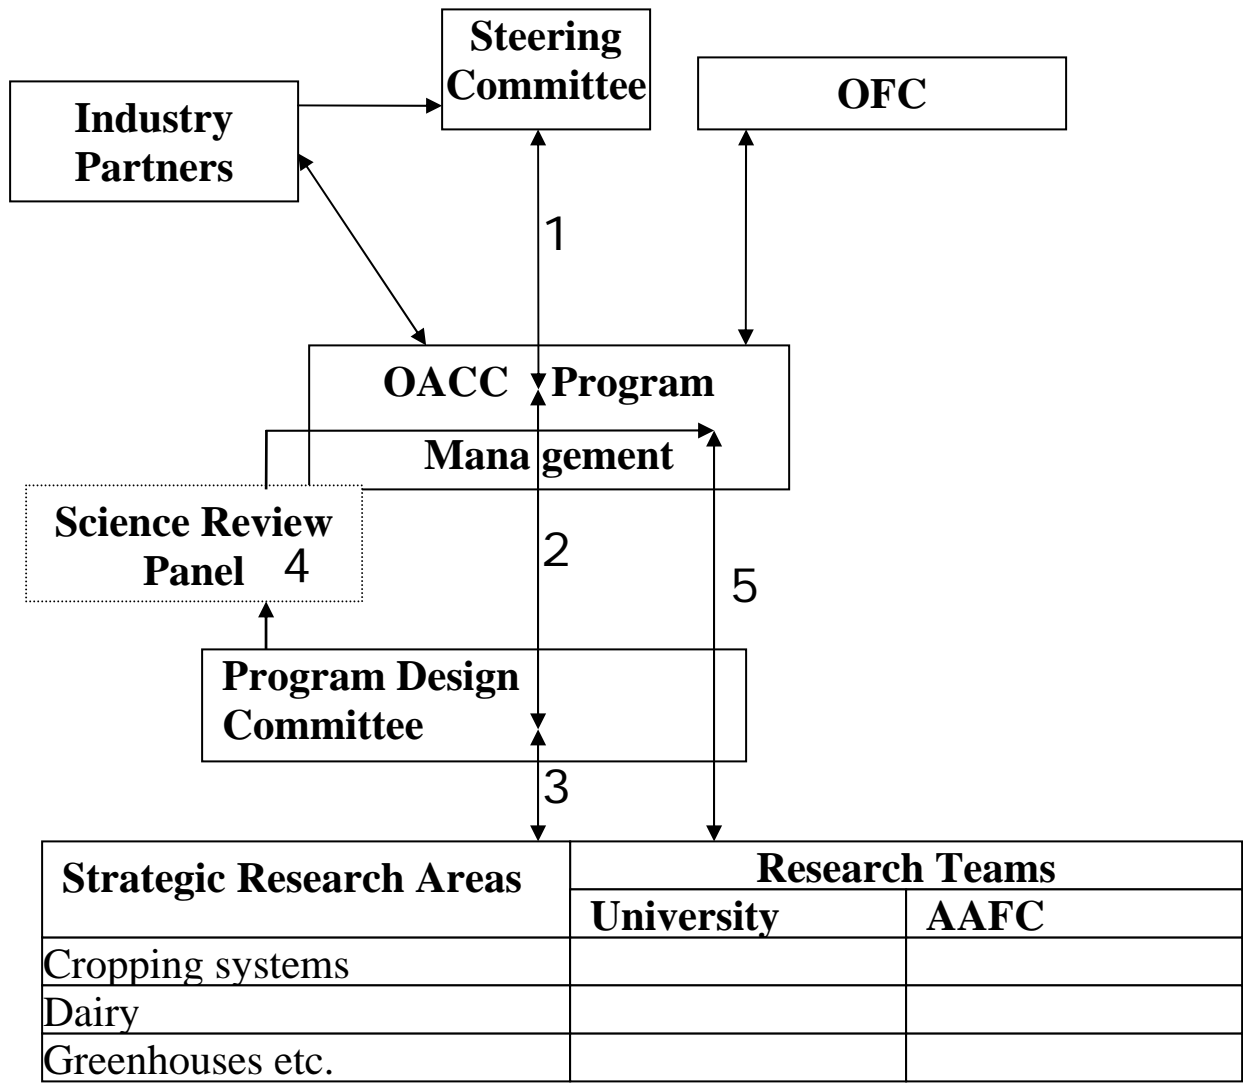 Steering
Committee
OFC
Industry
Partners
1
OACC Program
Mana gement
Science Review
Panel 4
2
5
Program Design
Committee
3
Strategic Research Areas
Research Teams
University
AAFC
Cropping systems
Dairy
Greenhouses etc.